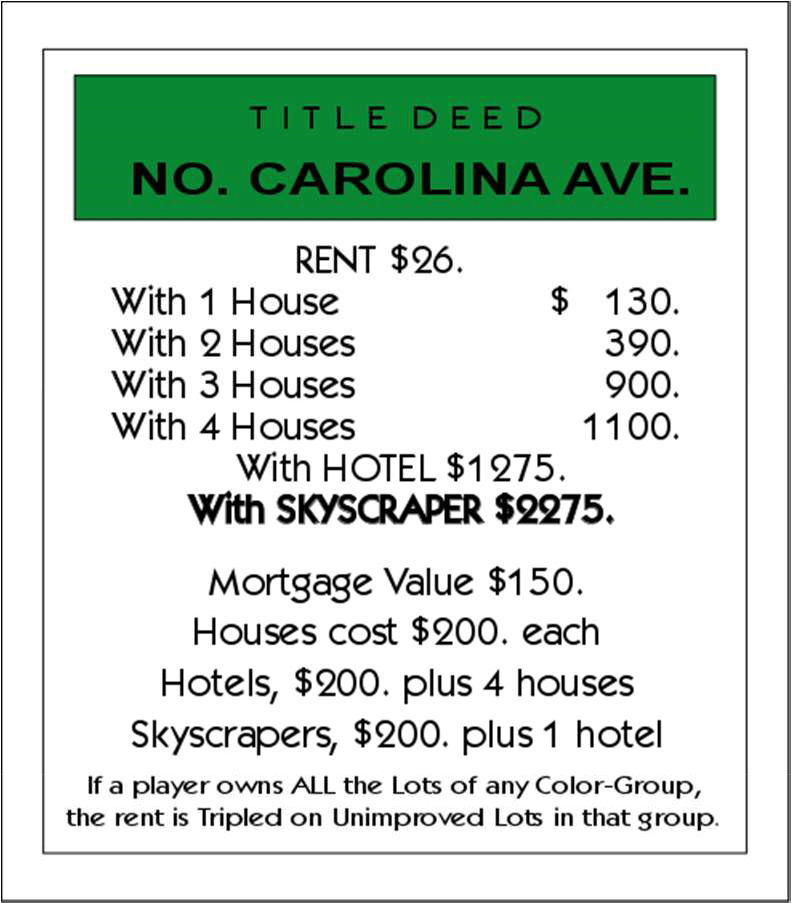 TITLE DEED
NO. CAROLINA AVE.
RENT $26.
With 1 House $ 130.
With 2 Houses 390.
With 3 Houses 900.
With 4 Houses 1100.
With HOTEL $1275.
With SKYSCRAPER $2275.
Mortgage Value $150.
Houses cost $200. each
Hotels, $200. plus 4 houses
Skyscrapers, $200. plus 1 hotel
If a player owns ALL the Lots of any Color-Group,
the rent is Tripled on Unimproved Lots in that group.